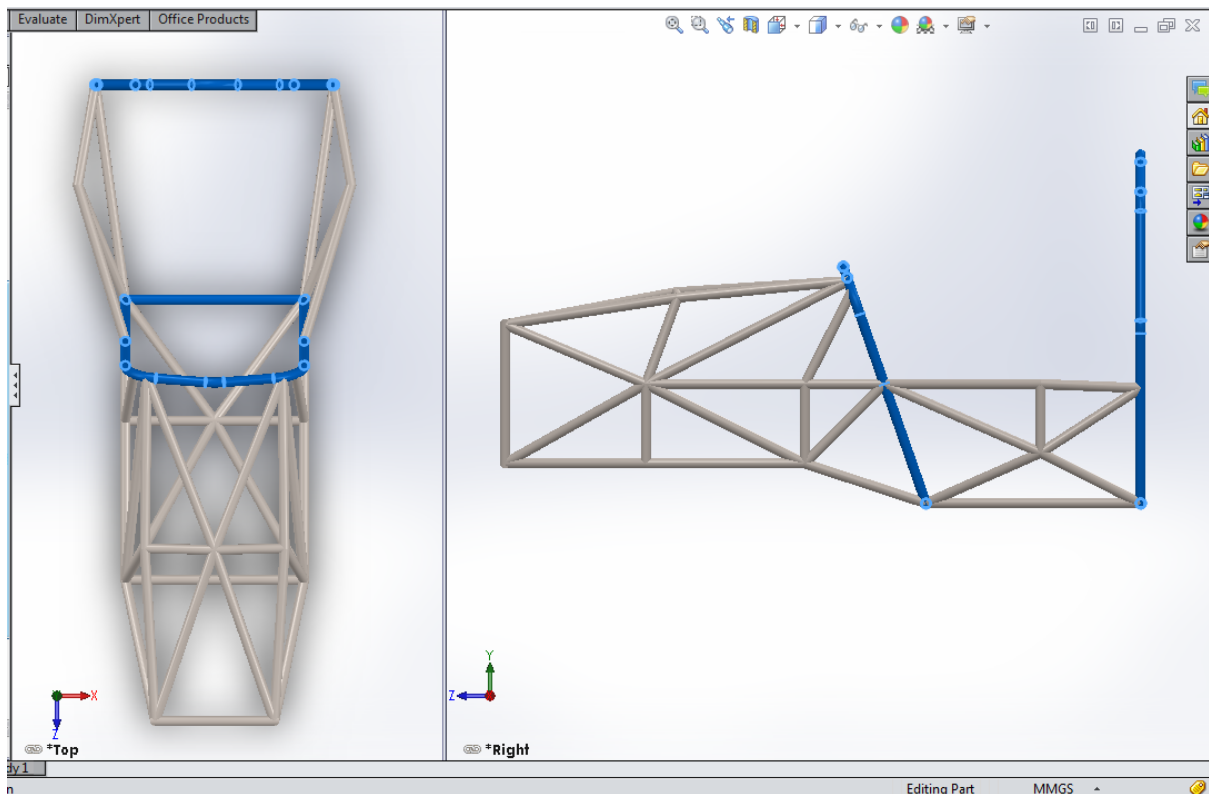 Evaluate DimXpert Office Products
X
Z
*Top
Y
Z
*Right
dy1
n
Editing Part MMGS